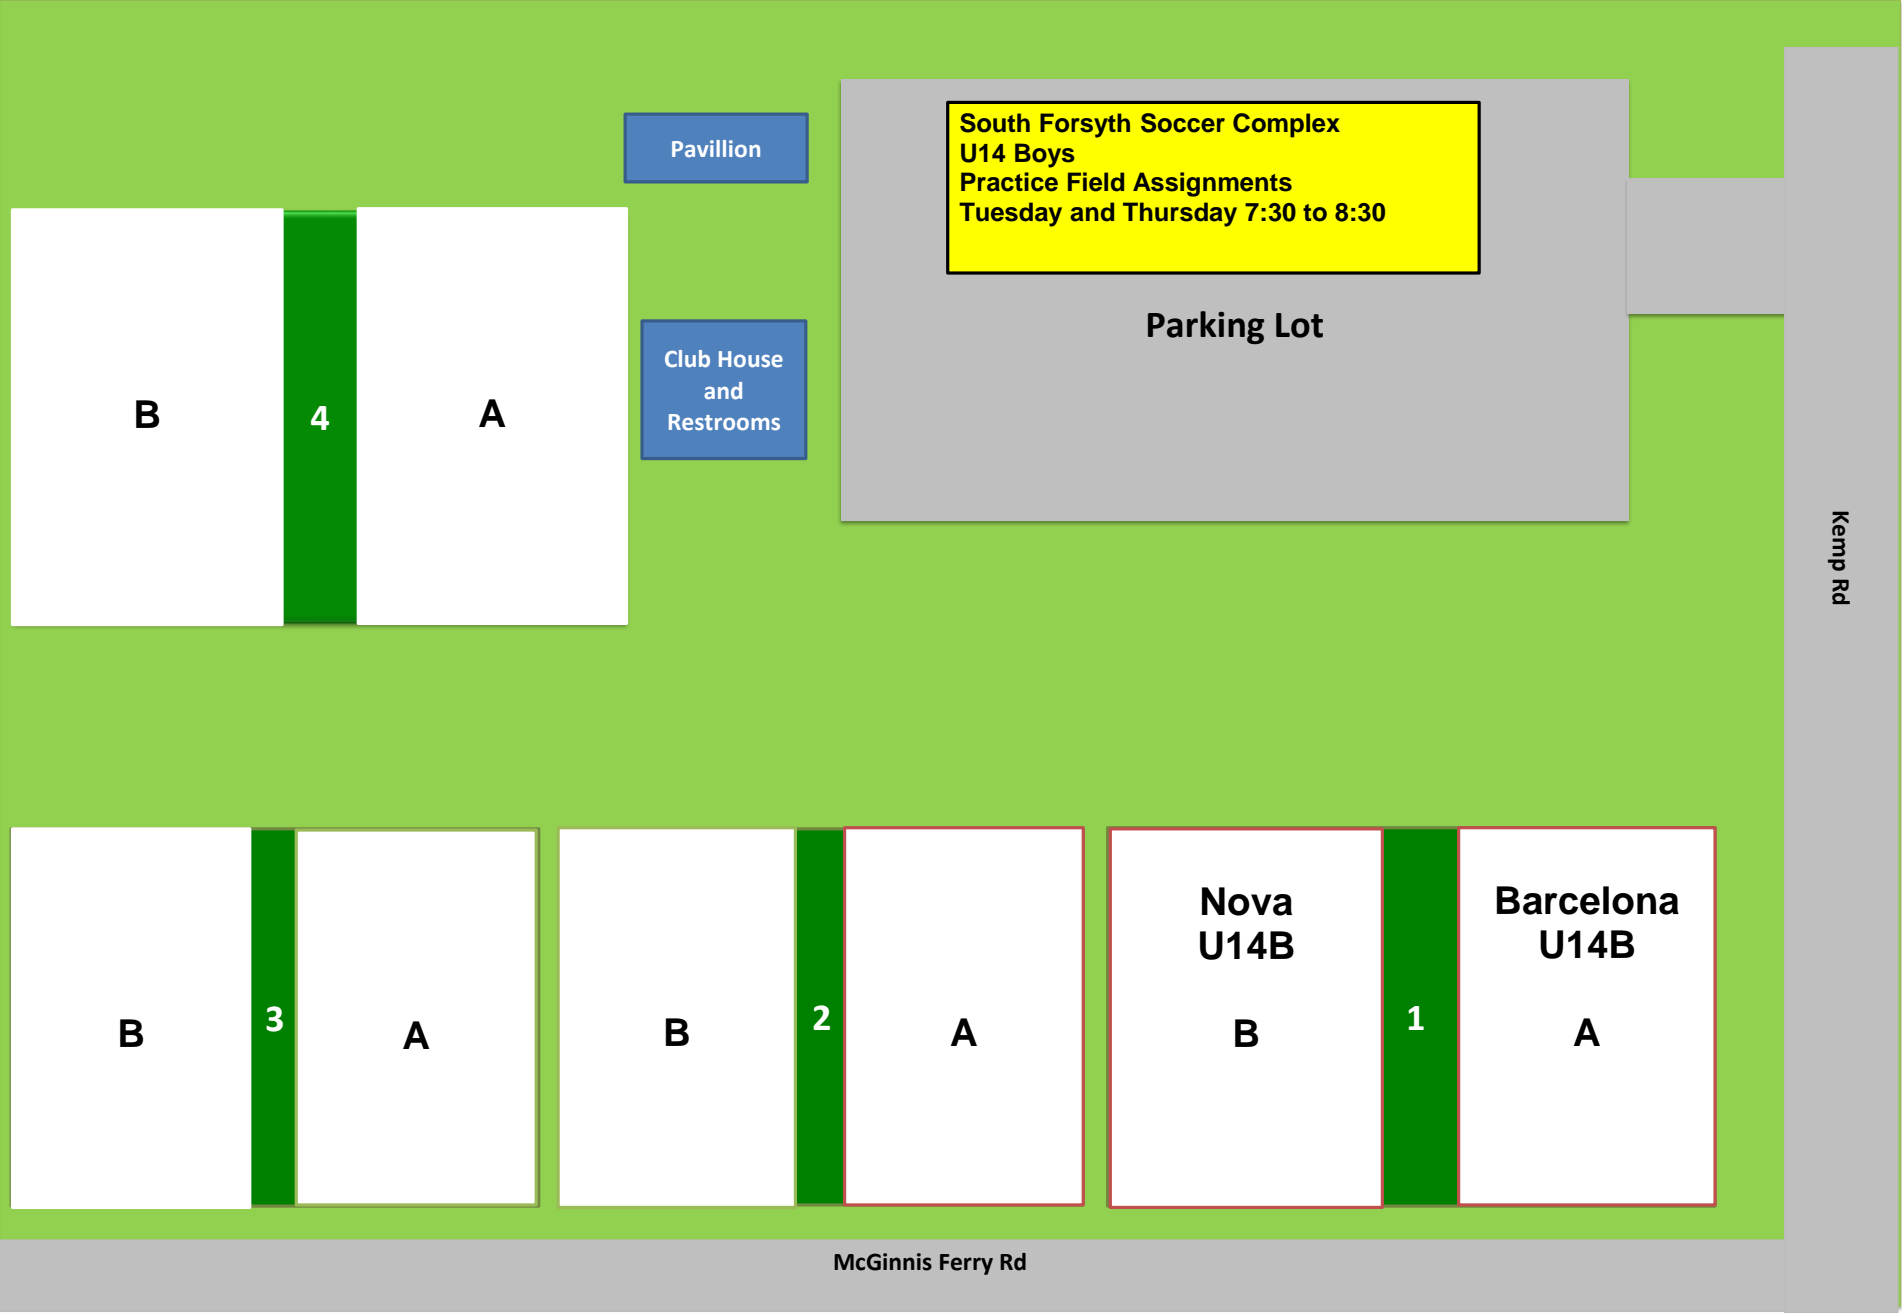 South Forsyth Soccer Complex
U14 Boys
Practice Field Assignments
Tuesday and Thursday 7:30 to 8:30
Pavillion
Parking Lot
Club House
and
Restrooms
B
4
A
Kemp Rd
Nova
U14B
Barcelona
U14B
B
3
A
B
2
A
B
1
A
McGinnis Ferry Rd